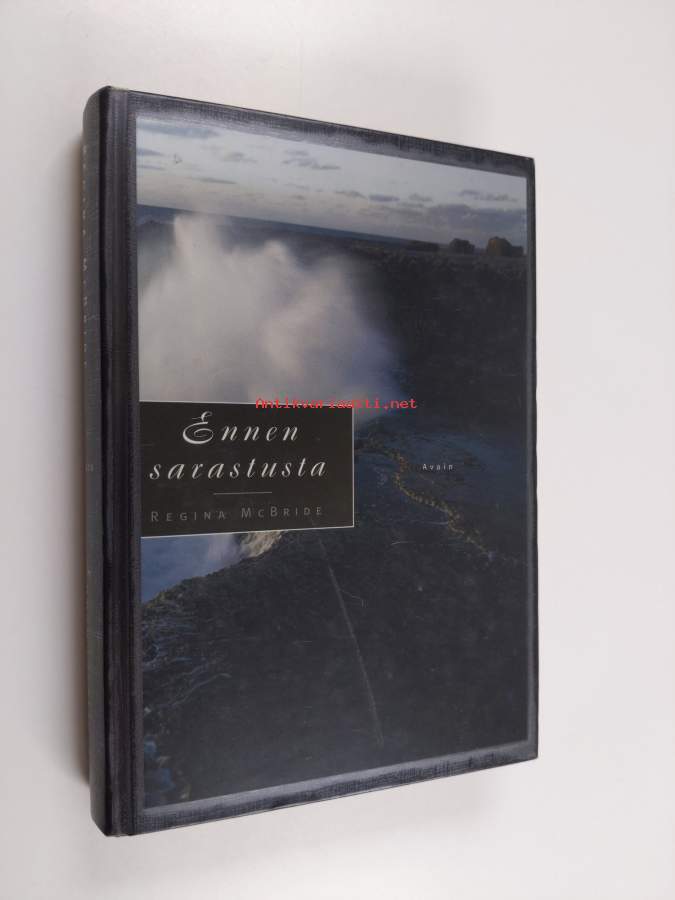 Ennen
sarastusta
REGINA MCBRIDE
Avain
Antikvariaatti.net